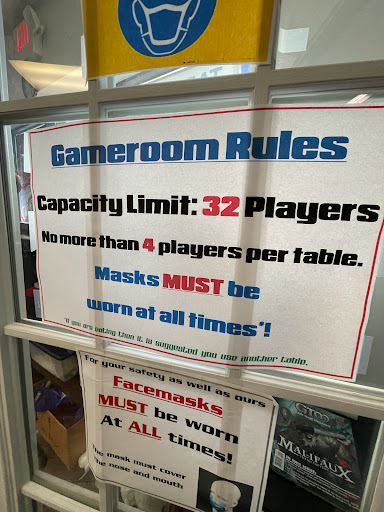 Gameroom Rules
Capacity Limit: 32 Players
No more than 4 players per table.
Masks MUST be
worn at all times*!
*If you are eating then it is suggested you use another table.
For your safety as well as ours
Facemasks
MUST be worn
At ALL times!
The mask must cover
the nose and mouth
MALIFAUX